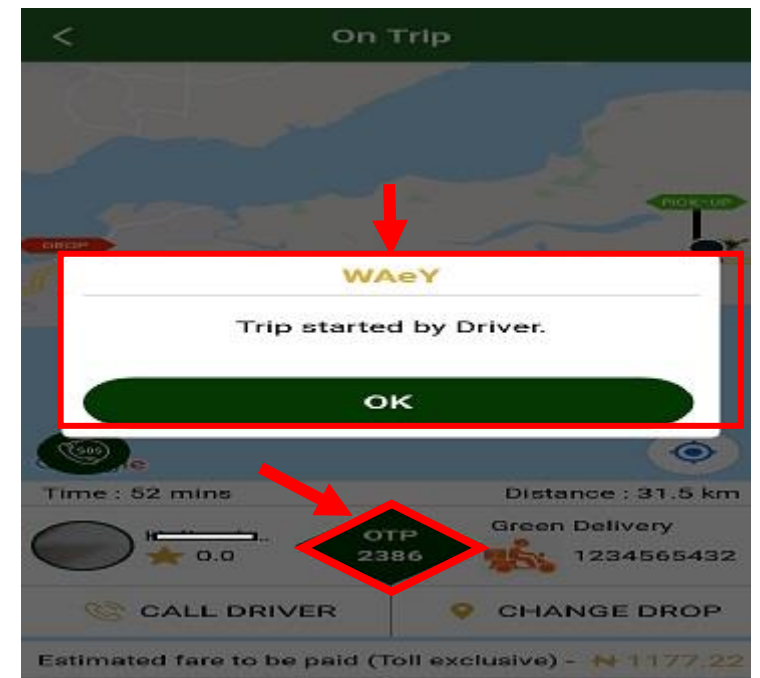 < On Trip
PICK-UP
DROP
WAeY
Trip started by Driver.
OK
SOS
Time : 52 mins
Distance : 31.5 km
0.0
OTP
2386
Green Delivery
1234565432
CALL DRIVER
CHANGE DROP
Estimated fare to be paid (Toll exclusive) - ₦ 1177.22